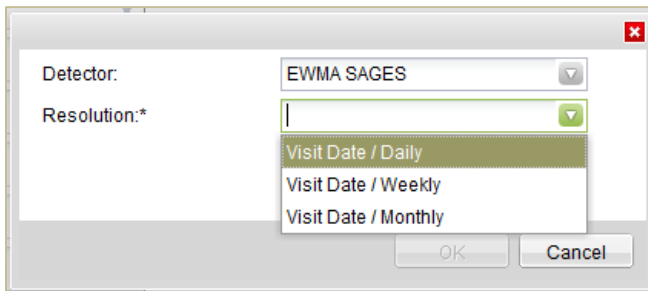 Detector: EWMA SAGES
Resolution:*
Visit Date / Daily
Visit Date / Weekly
Visit Date / Monthly
OK Cancel